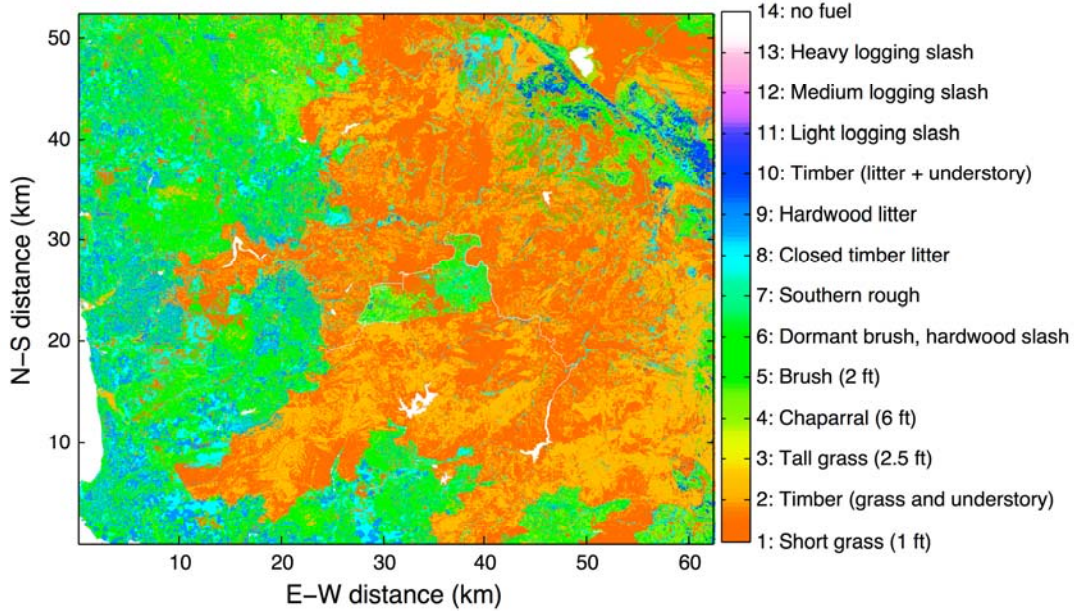 50
40
30
20
10
N−S distance (km)
10 20 30 40 50 60
E−W distance (km)
14: no fuel
13: Heavy logging slash
12: Medium logging slash
11: Light logging slash
10: Timber (litter + understory)
9: Hardwood litter
8: Closed timber litter
7: Southern rough
6: Dormant brush, hardwood slash
5: Brush (2 ft)
4: Chaparral (6 ft)
3: Tall grass (2.5 ft)
2: Timber (grass and understory)
1: Short grass (1 ft)